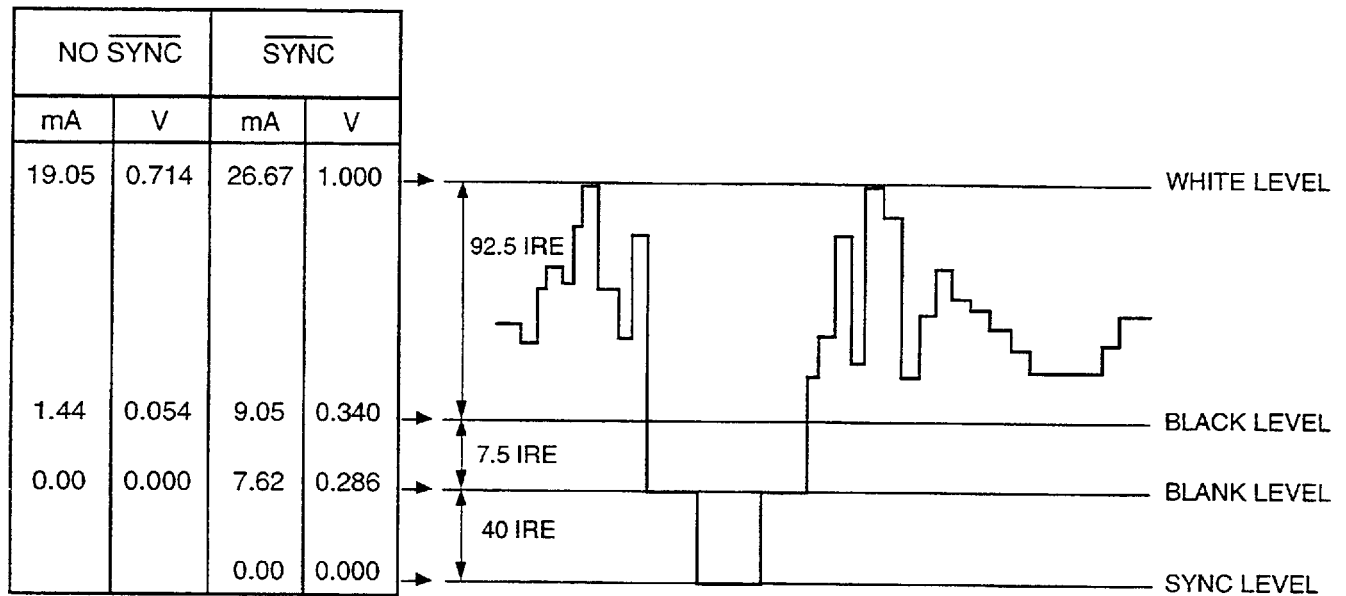 NO SYNC SYNC
mA V mA V
19.05 0.714 26.67 1.000 WHITE LEVEL
92.5 IRE
1.44 0.054 9.05 0.340 BLACK LEVEL
7.5 IRE
0.00 0.000 7.62 0.286 BLANK LEVEL
40 IRE
0.00 0.000 SYNC LEVEL